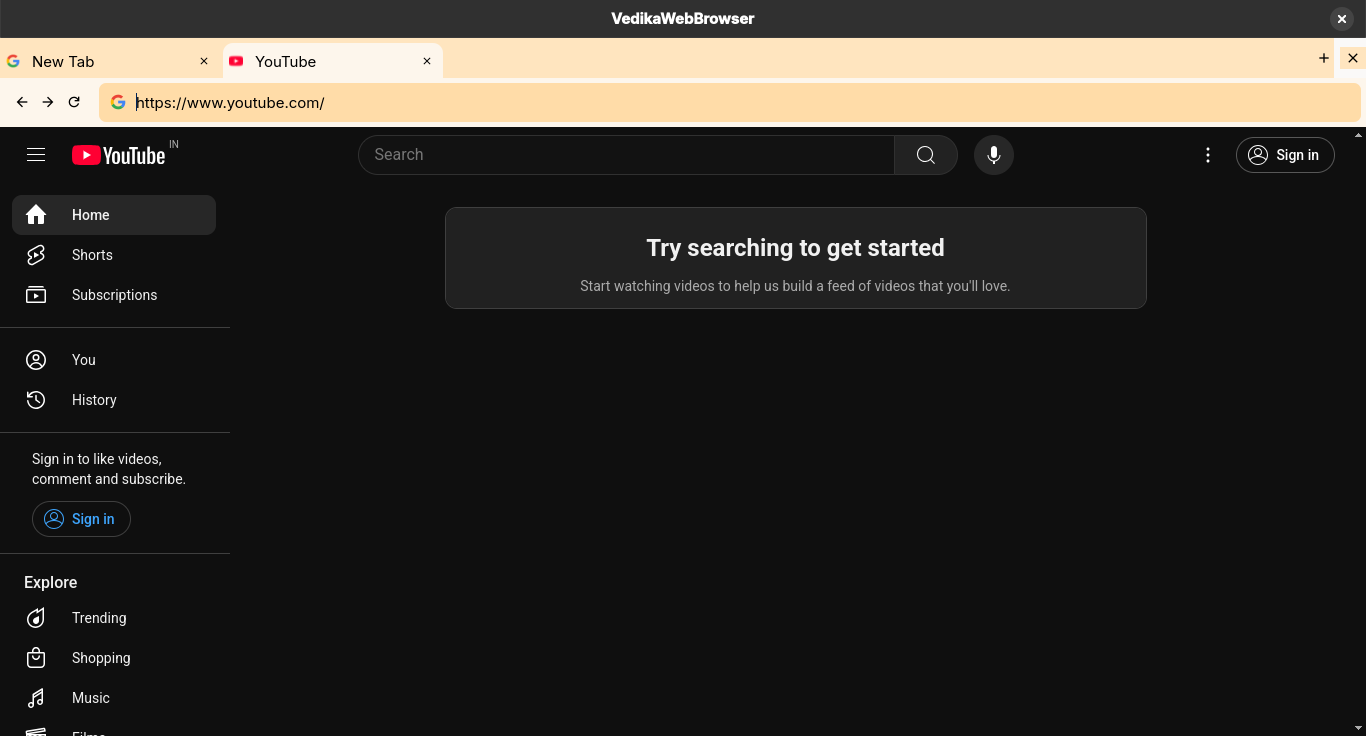 VedikaWebBrowser
New Tab
YouTube
https://www.youtube.com/
YouTube IN
Search
Sign in
Home
Shorts
Subscriptions
You
History
Sign in to like videos,
comment and subscribe.
Sign in
Explore
Trending
Shopping
Music
Films
Try searching to get started
Start watching videos to help us build a feed of videos that you'll love.